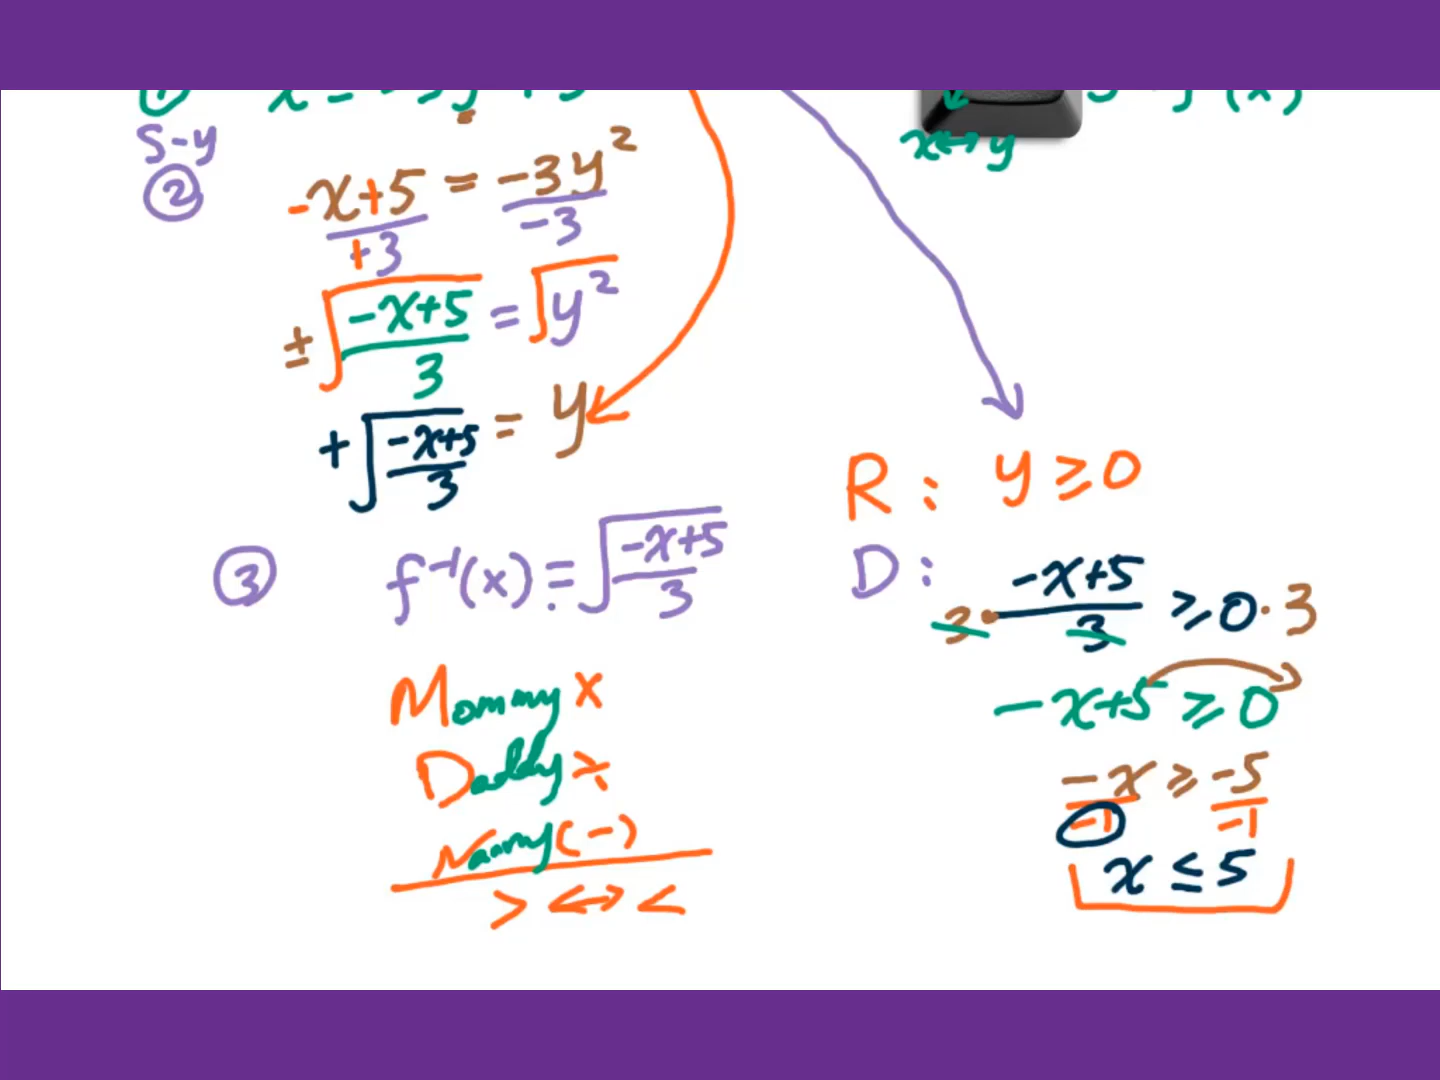 S-y
②
-x+5 / +3 = -3y² / -3
± √(-x+5 / 3) = √y²
+ √(-x+5 / 3) = y
③ f⁻¹(x) = √(-x+5 / 3)
Mommy x
Daddy ÷
Nanny (-)
> ↔ <
x ↔ y
R : y ≥ 0
D : 3 · -x+5 / 3 ≥ 0 · 3
-x+5 ≥ 0
-x / -1 ≥ -5 / -1
x ≤ 5